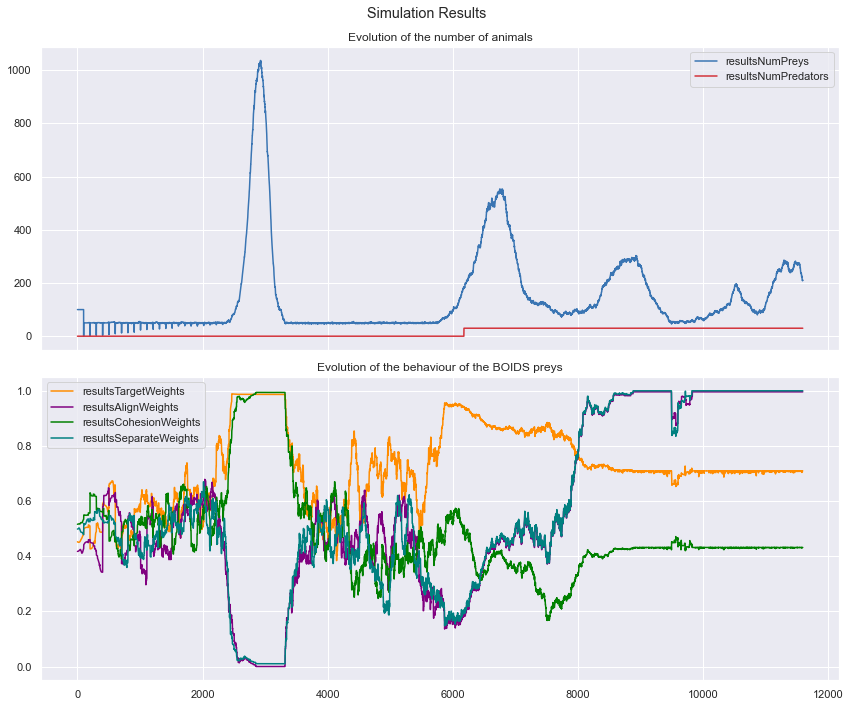 Simulation Results
Evolution of the number of animals
resultsNumPreys
resultsNumPredators
1000
800
600
400
200
0
Evolution of the behaviour of the BOIDS preys
resultsTargetWeights
resultsAlignWeights
resultsCohesionWeights
resultsSeparateWeights
1.0
0.8
0.6
0.4
0.2
0.0
0 2000 4000 6000 8000 10000 12000